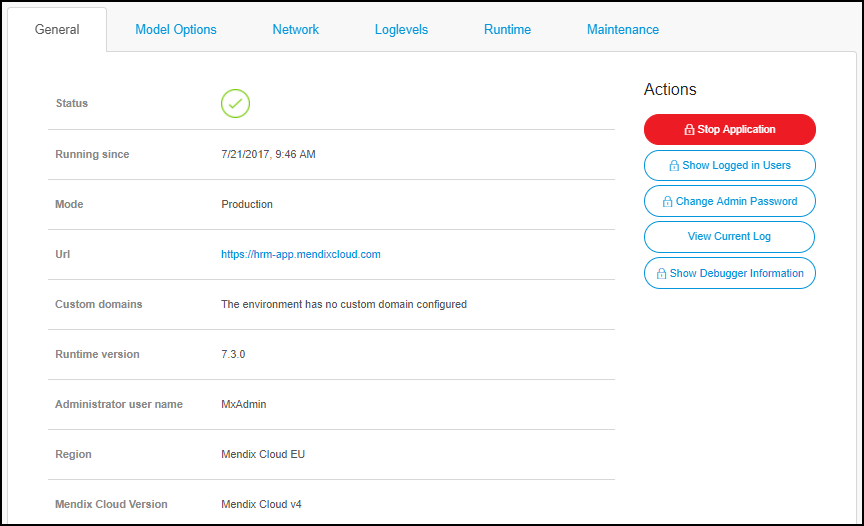 General Model Options Network Loglevels Runtime Maintenance
Status
Running since 7/21/2017, 9:46 AM
Mode Production
Url https://hrm-app.mendixcloud.com
Custom domains The environment has no custom domain configured
Runtime version 7.3.0
Administrator user name MxAdmin
Region Mendix Cloud EU
Mendix Cloud Version Mendix Cloud v4
Actions
Stop Application
Show Logged in Users
Change Admin Password
View Current Log
Show Debugger Information